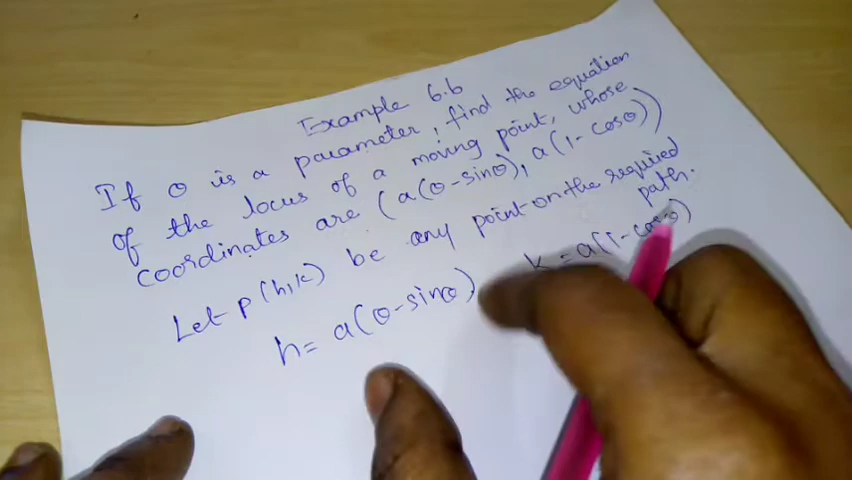 Example 6.6
If θ is a parameter, find the equation
of the locus of a moving point, whose
coordinates are (a(θ-sinθ), a(1-cosθ))
Let P(h,k) be any point on the required
path.
h = a(θ-sinθ) k = a(1-cosθ)